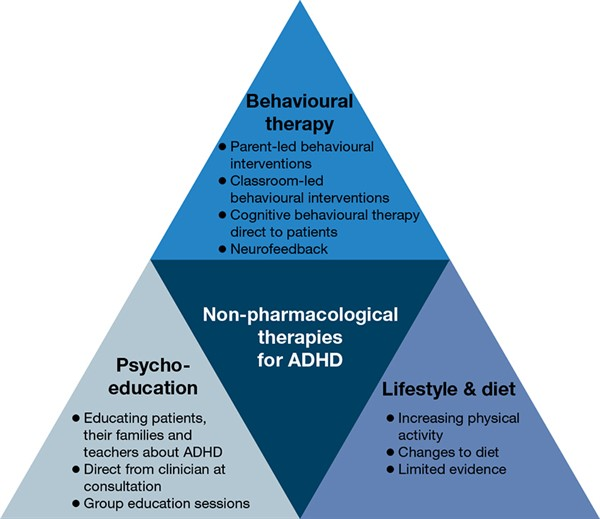 Behavioural
therapy
● Parent-led behavioural
interventions
● Classroom-led
behavioural interventions
● Cognitive behavioural therapy
direct to patients
● Neurofeedback
Non-pharmacological
therapies
for ADHD
Psycho-
education
● Educating patients,
their families and
teachers about ADHD
● Direct from clinician at
consultation
● Group education sessions
Lifestyle & diet
● Increasing physical
activity
● Changes to diet
● Limited evidence